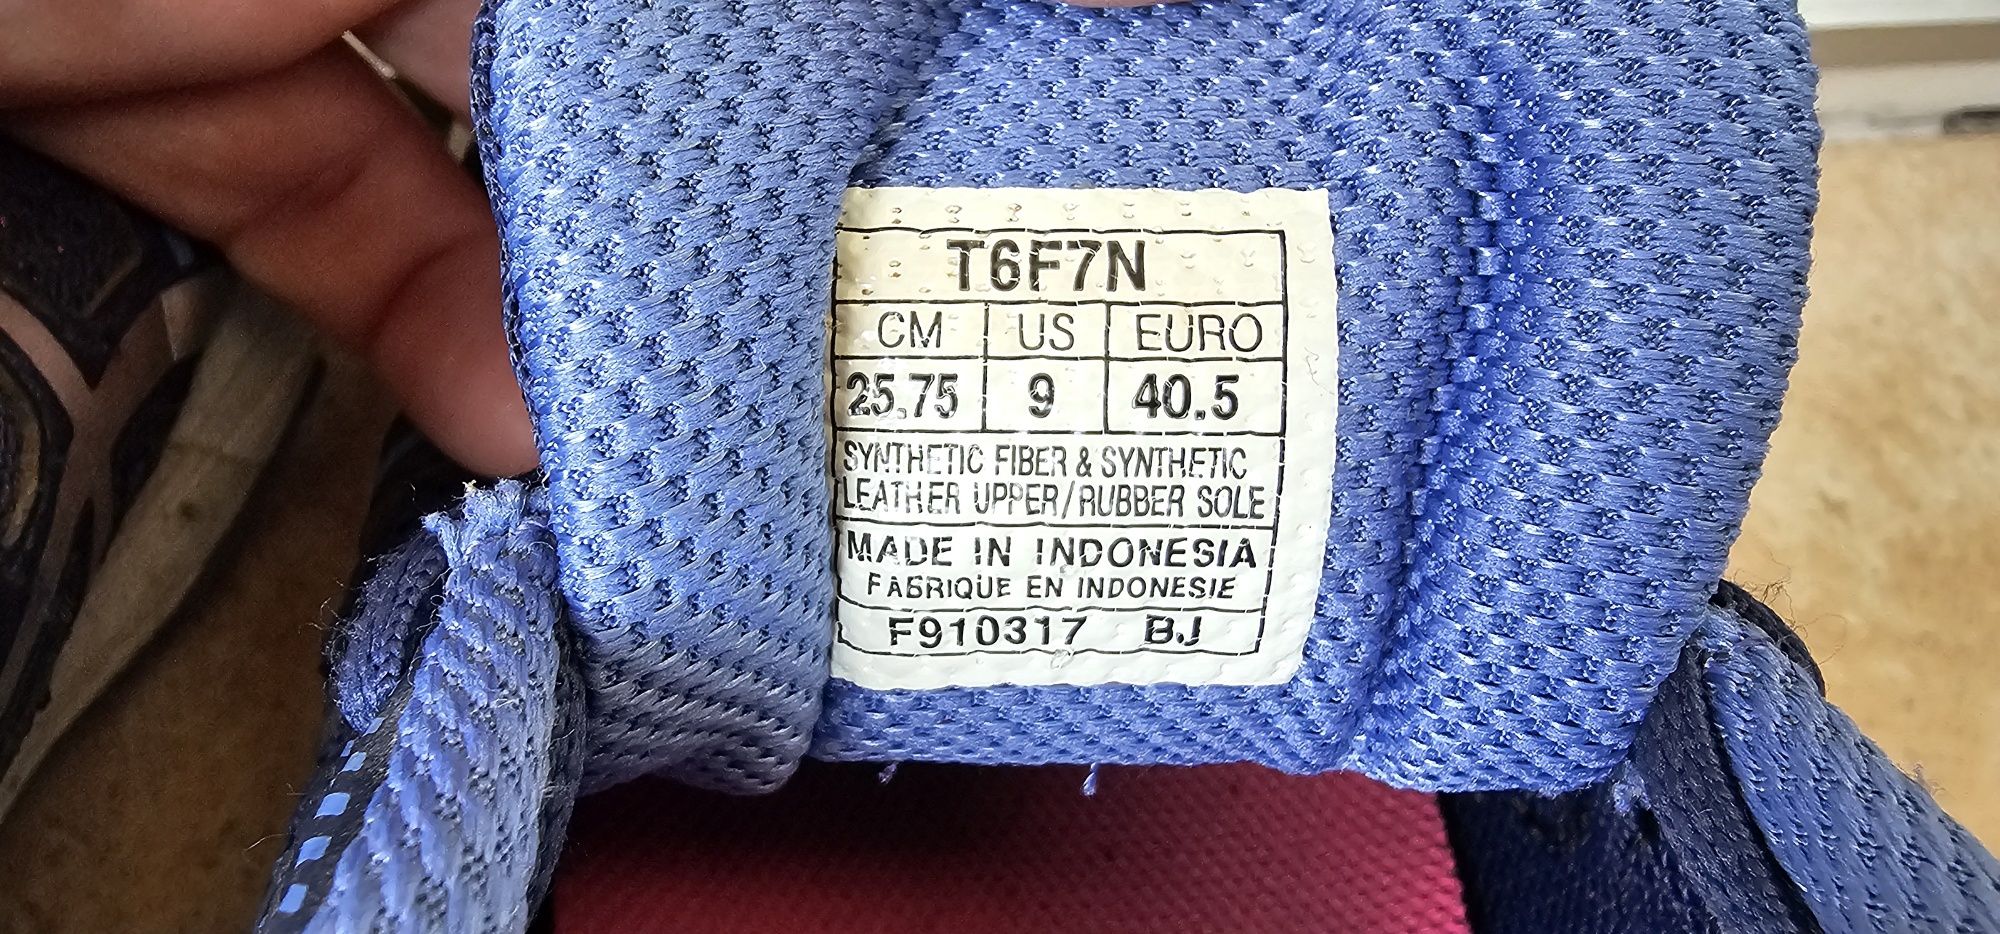 T6F7N
CM US EURO
25.75 9 40.5
SYNTHETIC FIBER & SYNTHETIC
LEATHER UPPER/RUBBER SOLE
MADE IN INDONESIA
FABRIQUE EN INDONESIE
F910317 BJ